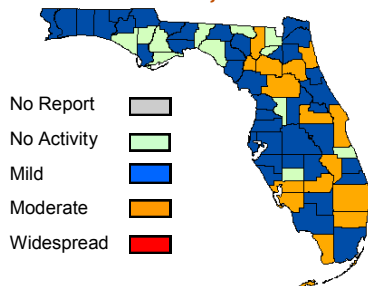 No Report
No Activity
Mild
Moderate
Widespread